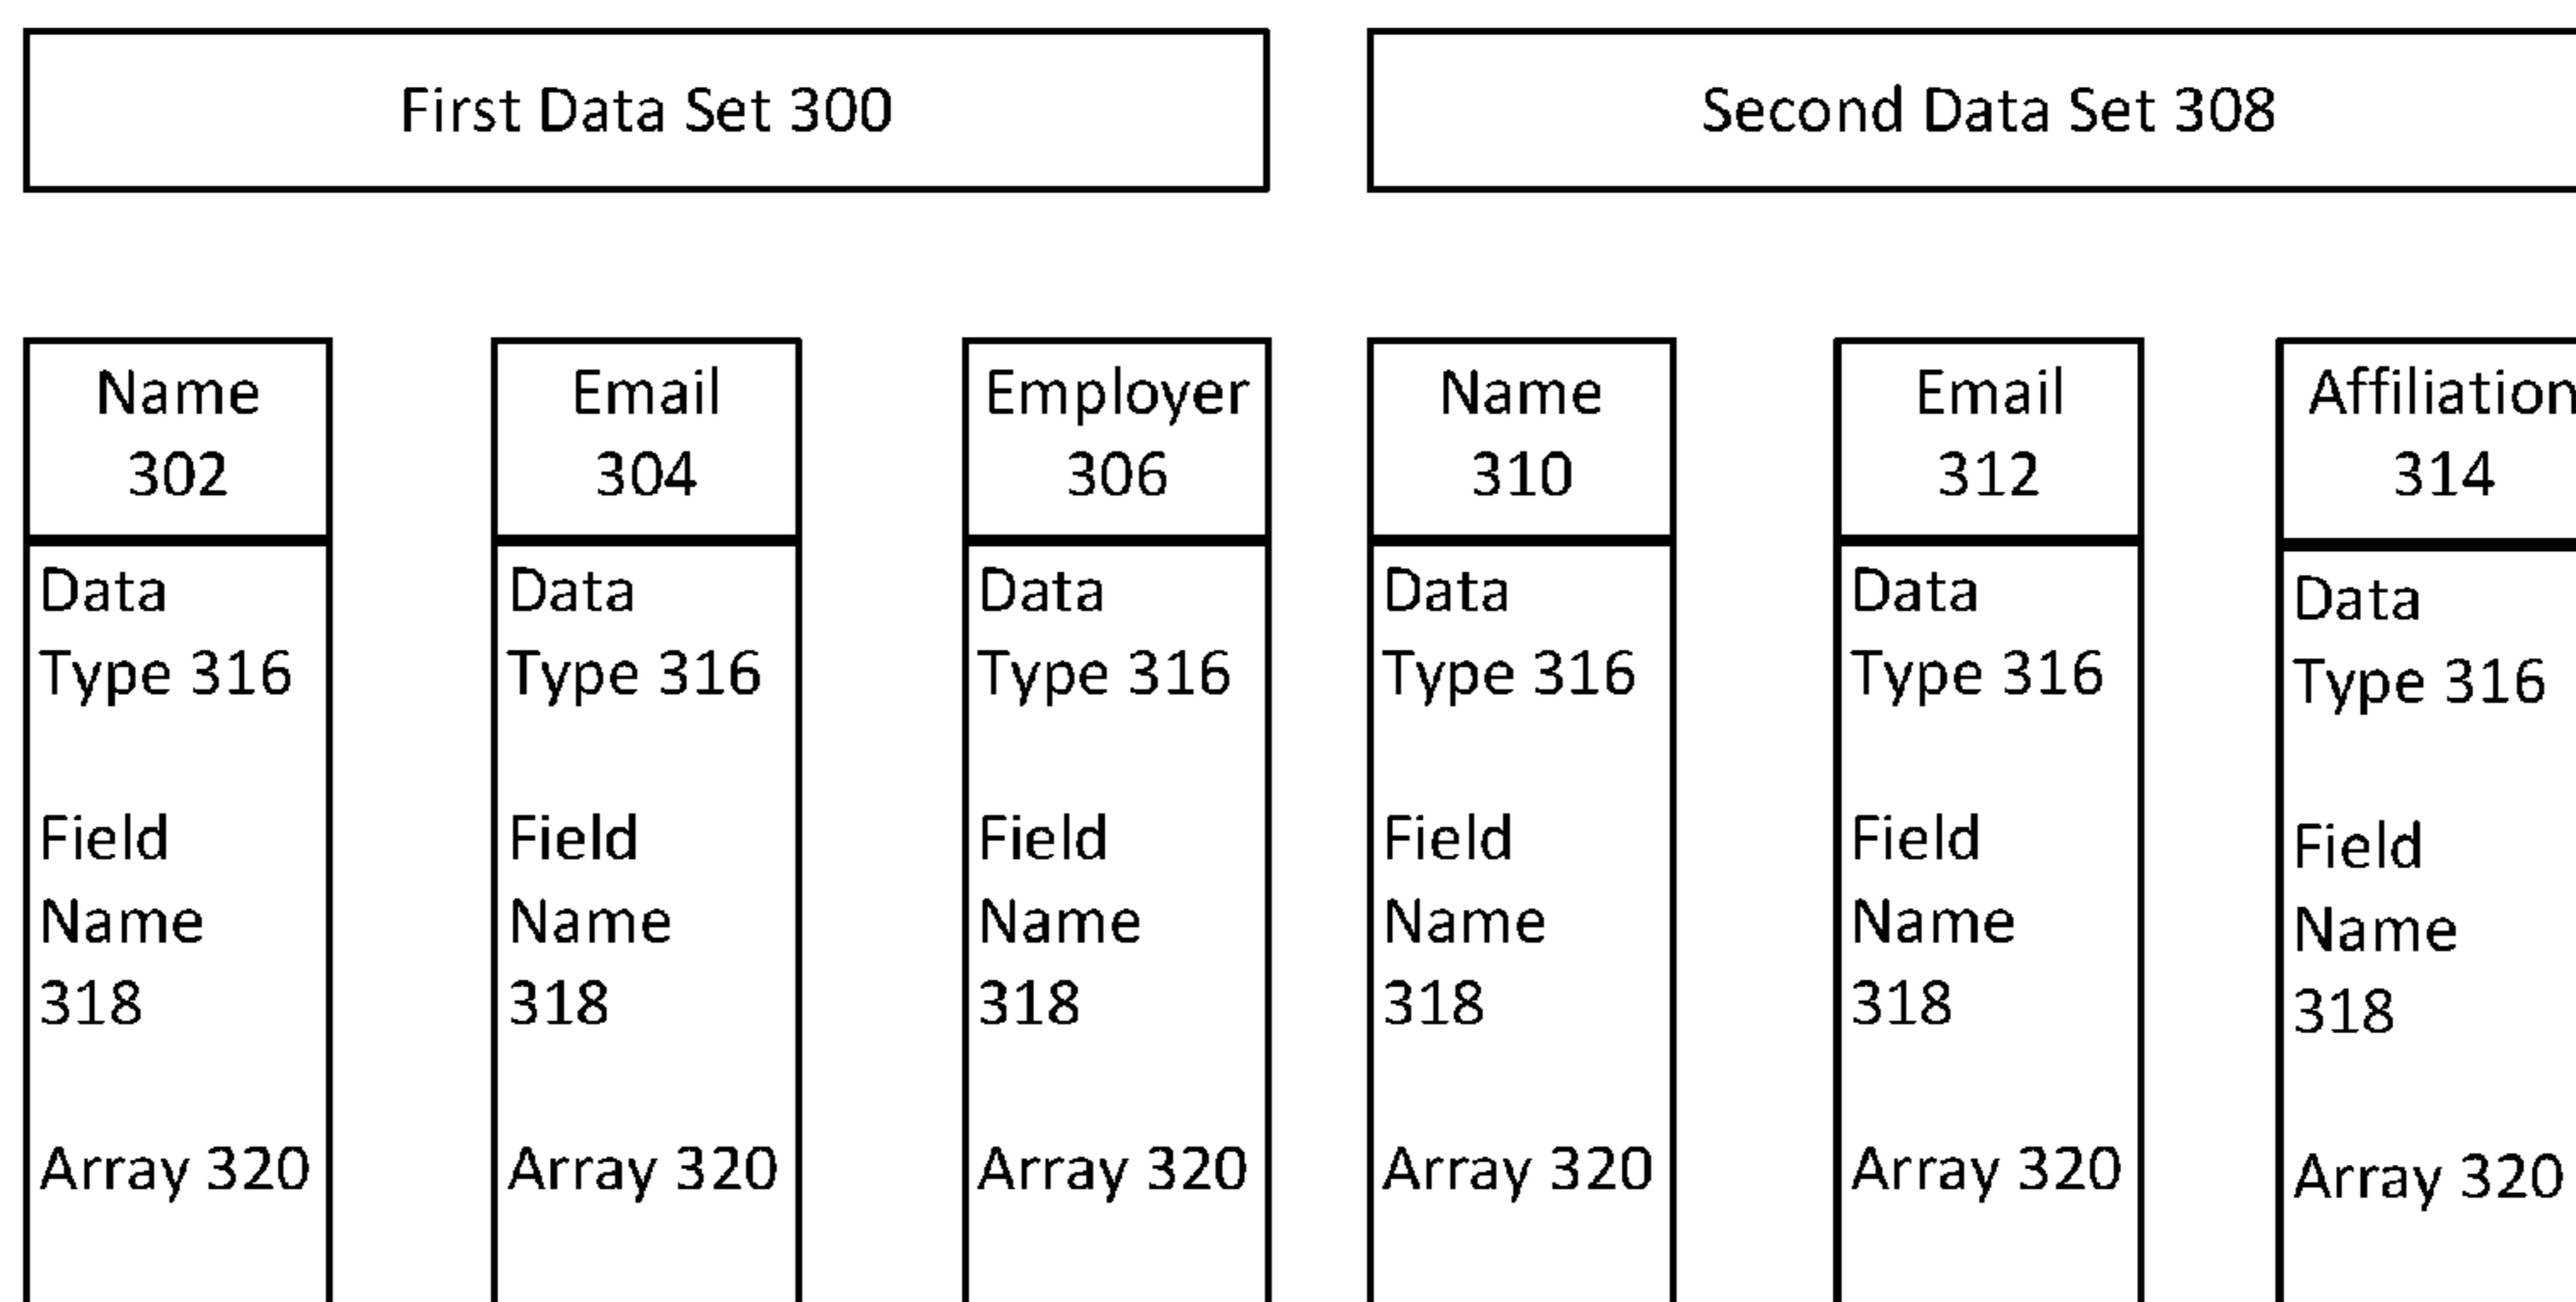 First Data Set 300
Second Data Set 308
Name
302
Data
Type 316
Field
Name
318
Array 320
Email
304
Data
Type 316
Field
Name
318
Array 320
Employer
306
Data
Type 316
Field
Name
318
Array 320
Name
310
Data
Type 316
Field
Name
318
Array 320
Email
312
Data
Type 316
Field
Name
318
Array 320
Affiliation
314
Data
Type 316
Field
Name
318
Array 320